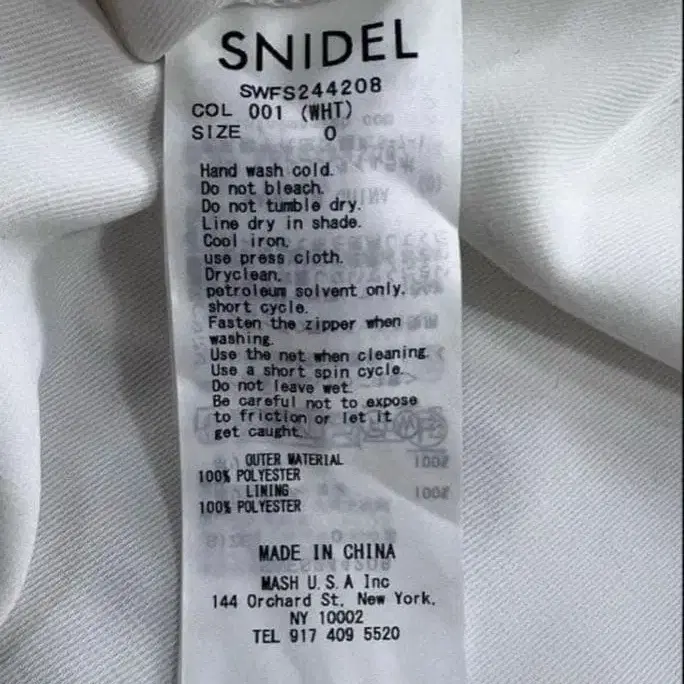 SNIDEL
SWFS244208
COL 001 (WHT)
SIZE 0
Hand wash cold.
Do not bleach.
Do not tumble dry.
Line dry in shade.
Cool iron,
use press cloth.
Dryclean,
petroleum solvent only.
short cycle.
Fasten the zipper when
washing.
Use the net when cleaning.
Use a short spin cycle.
Do not leave wet.
Be careful not to expose
to friction or let it
get caught.
OUTER MATERIAL
100% POLYESTER
LINING
100% POLYESTER
MADE IN CHINA
MASH U.S.A Inc
144 Orchard St, New York,
NY 10002
TEL 917 409 5520